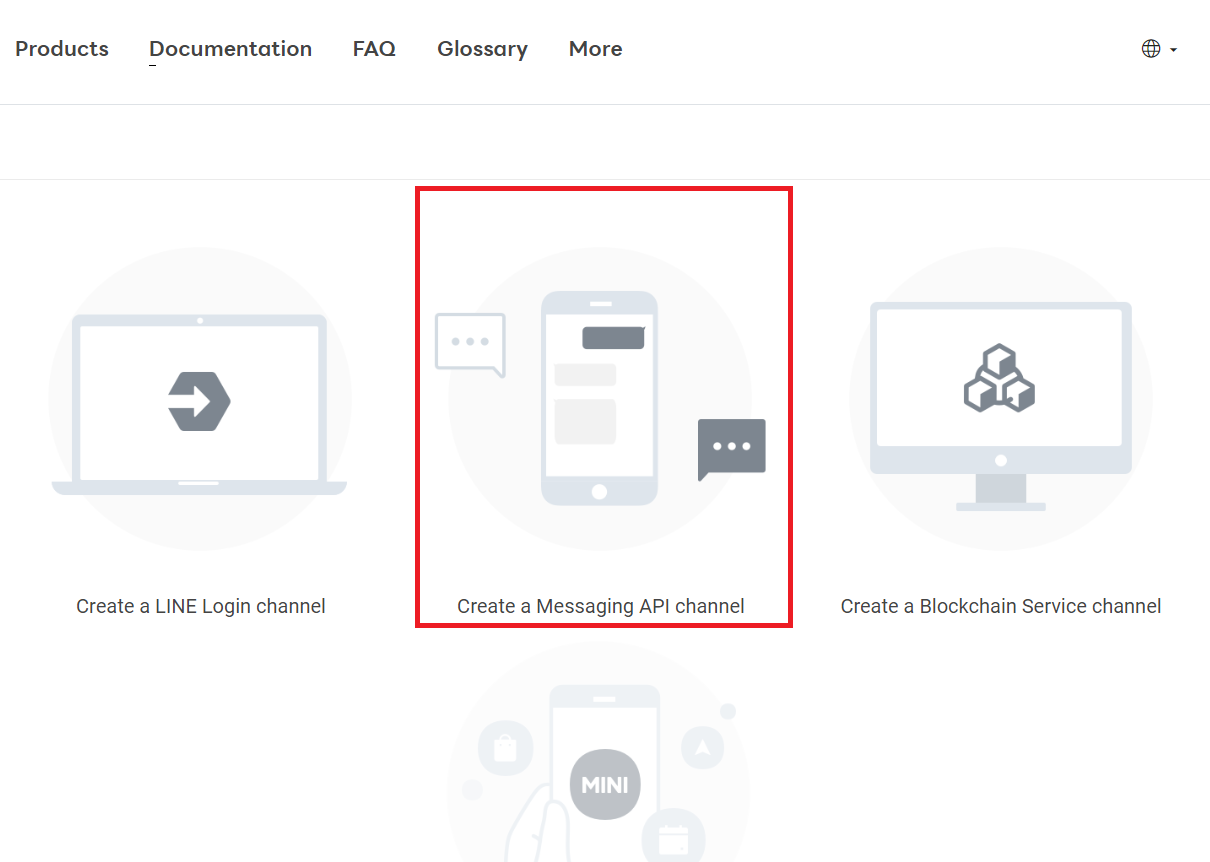 Products Documentation FAQ Glossary More
Create a LINE Login channel
Create a Messaging API channel
Create a Blockchain Service channel
MINI